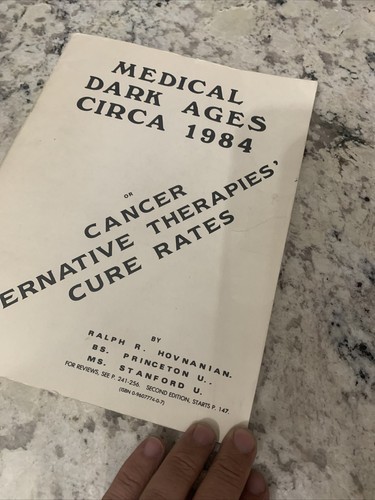 MEDICAL
DARK AGES
CIRCA 1984
OR
CANCER
ERNATIVE THERAPIES'
CURE RATES
BY
RALPH R. HOVNANIAN.
BS. PRINCETON U..
MS. STANFORD U.
FOR REVIEWS, SEE P. 241-256. SECOND EDITION, STARTS P. 147.
(ISBN 0-9607774-0-7)